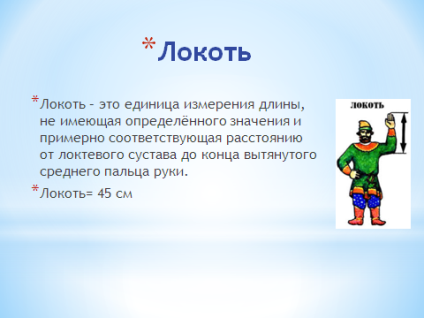 * Локоть
* Локоть – это единица измерения длины,
не имеющая определённого значения и
примерно соответствующая расстоянию
от локтевого сустава до конца вытянутого
среднего пальца руки.
* Локоть= 45 см
ЛОКОТЬ